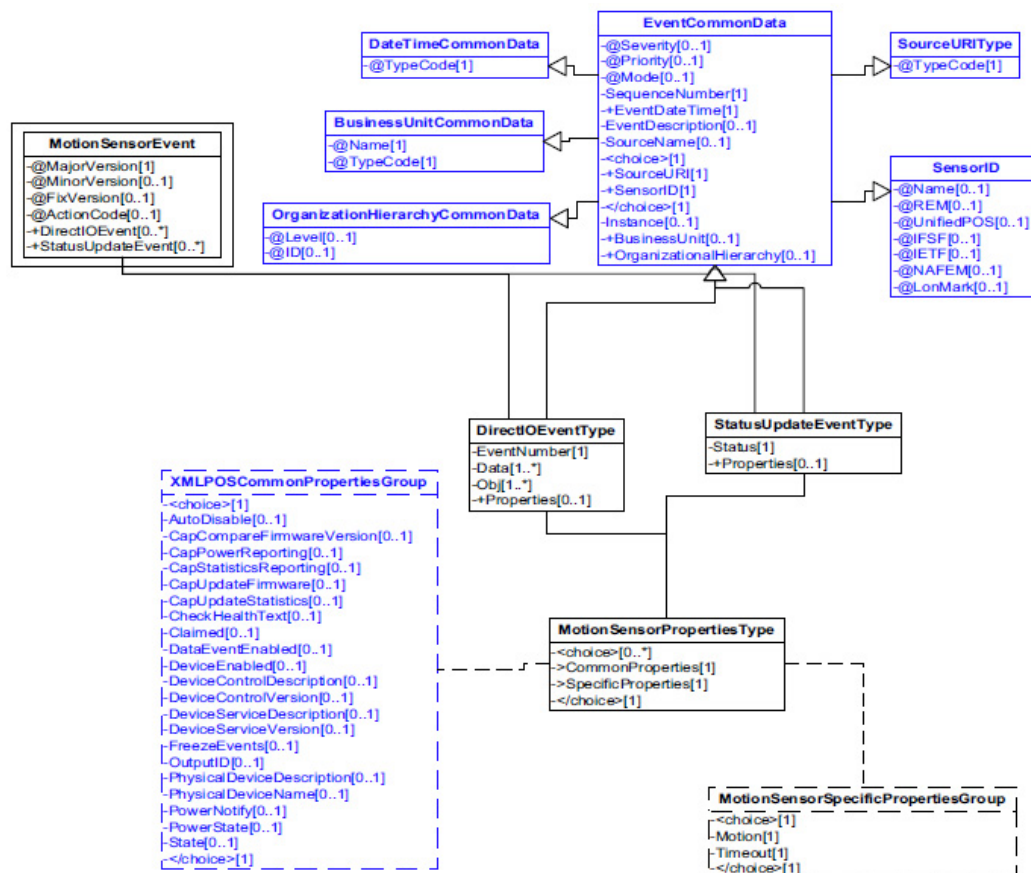 EventCommonData
-@Severity[0..1]
-@Priority[0..1]
-@Mode[0..1]
-SequenceNumber[1]
-+EventDateTime[1]
-EventDescription[0..1]
-SourceName[0..1]
-<choice>[1]
-+SourceURI[1]
-+SensorID[1]
-</choice>[1]
-Instance[0..1]
-+BusinessUnit[0..1]
-+OrganizationalHierarchy[0..1]
DateTimeCommonData
-@TypeCode[1]
SourceURIType
-@TypeCode[1]
BusinessUnitCommonData
-@Name[1]
-@TypeCode[1]
MotionSensorEvent
-@MajorVersion[1]
-@MinorVersion[0..1]
-@FixVersion[0..1]
-@ActionCode[0..1]
-+DirectIOEvent[0..*]
-+StatusUpdateEvent[0..*]
OrganizationHierarchyCommonData
-@Level[0..1]
-@ID[0..1]
SensorID
-@Name[0..1]
-@REM[0..1]
-@UnifiedPOS[0..1]
-@IFSF[0..1]
-@IETF[0..1]
-@NAFEM[0..1]
-@LonMark[0..1]
DirectIOEventType
-EventNumber[1]
-Data[1..*]
-Obj[1..*]
-+Properties[0..1]
StatusUpdateEventType
-Status[1]
-+Properties[0..1]
XMLPOSCommonPropertiesGroup
-<choice>[1]
-AutoDisable[0..1]
-CapCompareFirmwareVersion[0..1]
-CapPowerReporting[0..1]
-CapStatisticsReporting[0..1]
-CapUpdateFirmware[0..1]
-CapUpdateStatistics[0..1]
-CheckHealthText[0..1]
-Claimed[0..1]
-DataEventEnabled[0..1]
-DeviceEnabled[0..1]
-DeviceControlDescription[0..1]
-DeviceControlVersion[0..1]
-DeviceServiceDescription[0..1]
-DeviceServiceVersion[0..1]
-FreezeEvents[0..1]
-OutputID[0..1]
-PhysicalDeviceDescription[0..1]
-PhysicalDeviceName[0..1]
-PowerNotify[0..1]
-PowerState[0..1]
-State[0..1]
-</choice>[1]
MotionSensorPropertiesType
-<choice>[0..*]
->CommonProperties[1]
->SpecificProperties[1]
-</choice>[1]
MotionSensorSpecificPropertiesGroup
-<choice>[1]
-Motion[1]
-Timeout[1]
-</choice>[1]